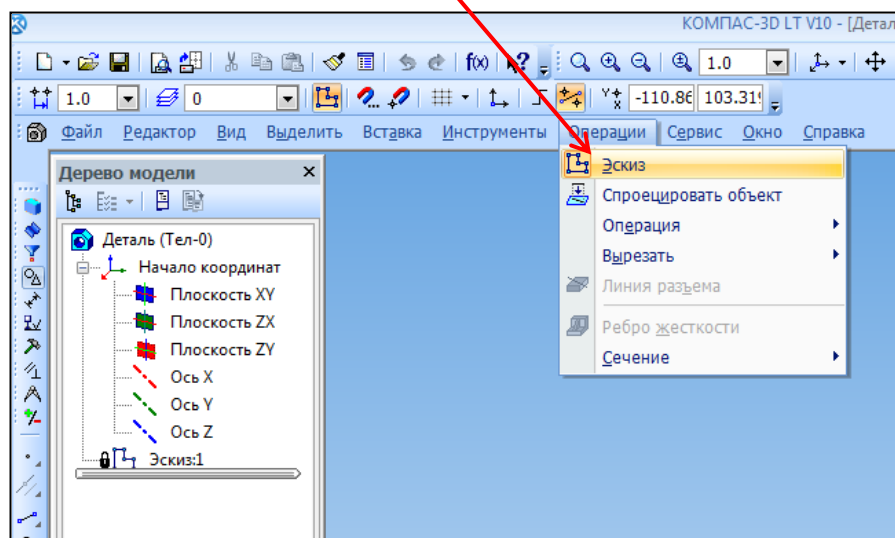 КОМПАС-3D LT V10 - [Детал
f(x) 1.0
1.0 0 Y X -110.86 103.319
Файл Редактор Вид Выделить Вставка Инструменты Операции Сервис Окно Справка
Дерево модели
Деталь (Тел-0)
Начало координат
Плоскость XY
Плоскость ZX
Плоскость ZY
Ось X
Ось Y
Ось Z
Эскиз:1
Эскиз
Спроецировать объект
Операция
Вырезать
Линия разъема
Ребро жесткости
Сечение